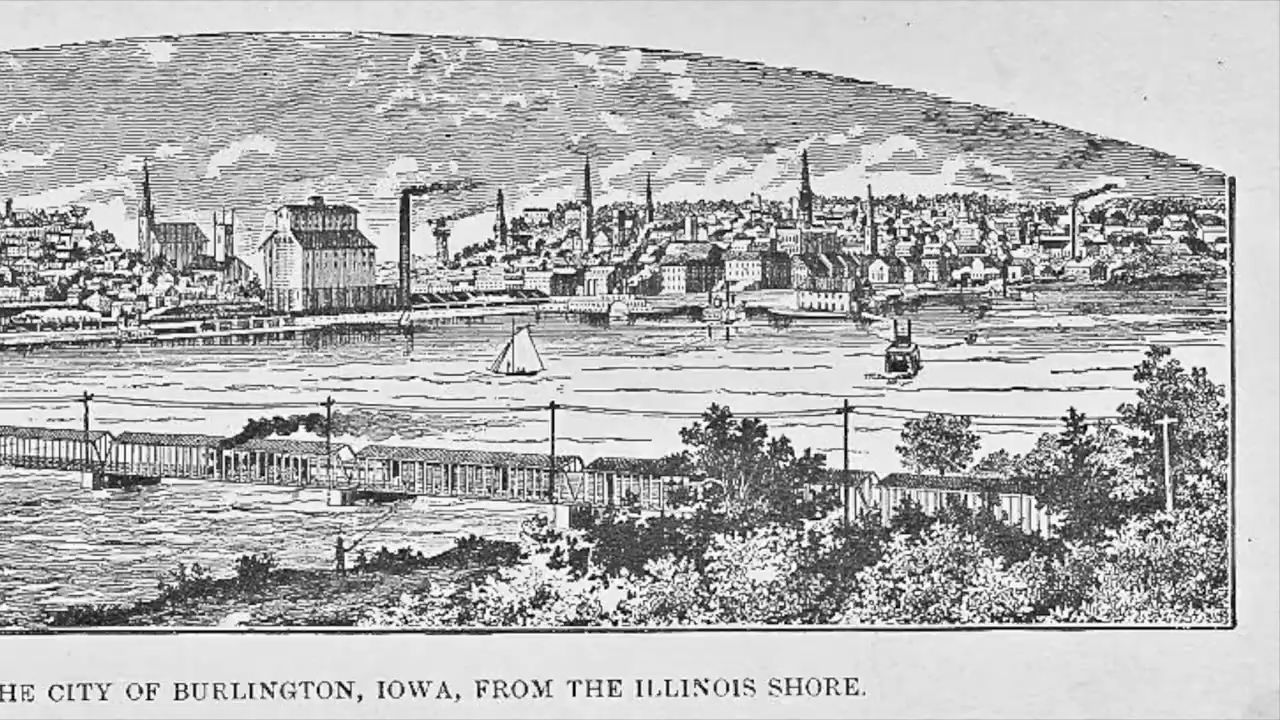 HE CITY OF BURLINGTON, IOWA, FROM THE ILLINOIS SHORE.